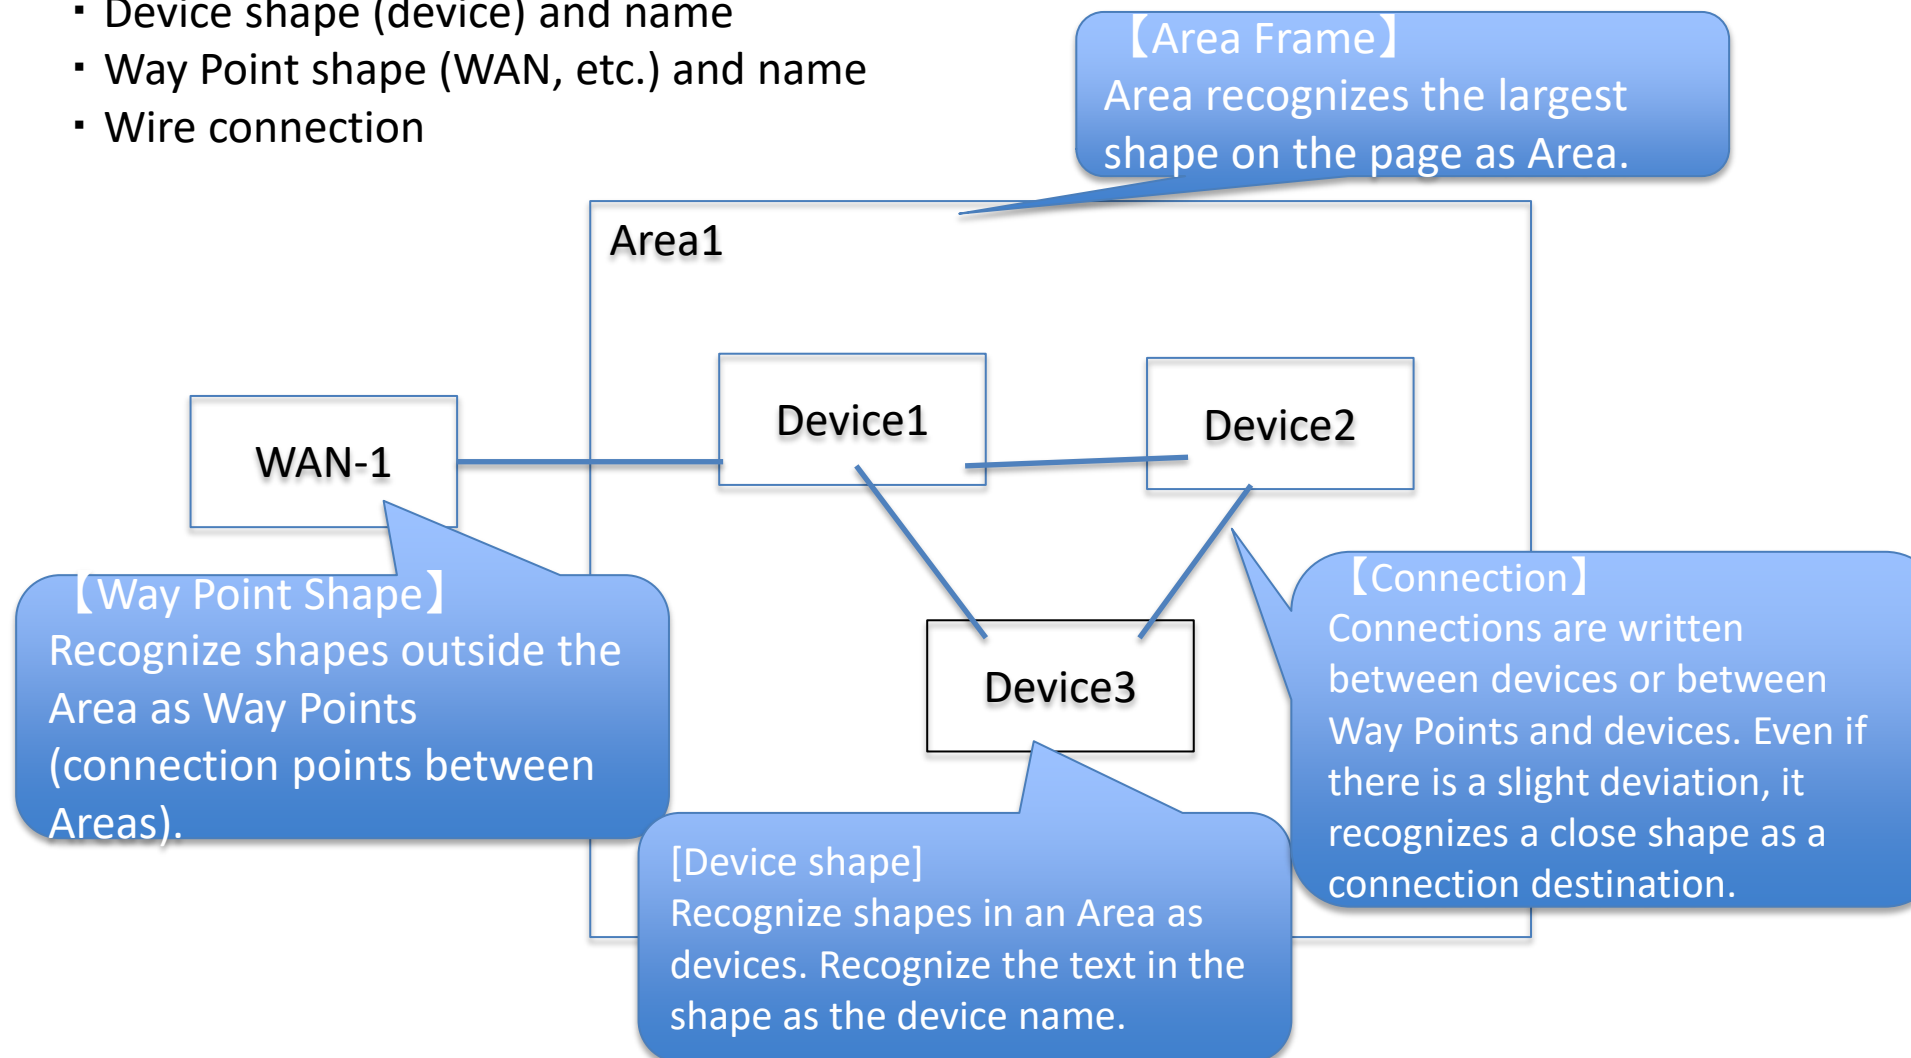 ・Device shape (device) and name
・Way Point shape (WAN, etc.) and name
・Wire connection
【Area Frame】
Area recognizes the largest
shape on the page as Area.
Area1
Device1
Device2
WAN-1
Device3
【Way Point Shape】
Recognize shapes outside the
Area as Way Points
(connection points between
Areas).
【Connection】
Connections are written
between devices or between
Way Points and devices. Even if
there is a slight deviation, it
recognizes a close shape as a
connection destination.
[Device shape]
Recognize shapes in an Area as
devices. Recognize the text in the
shape as the device name.